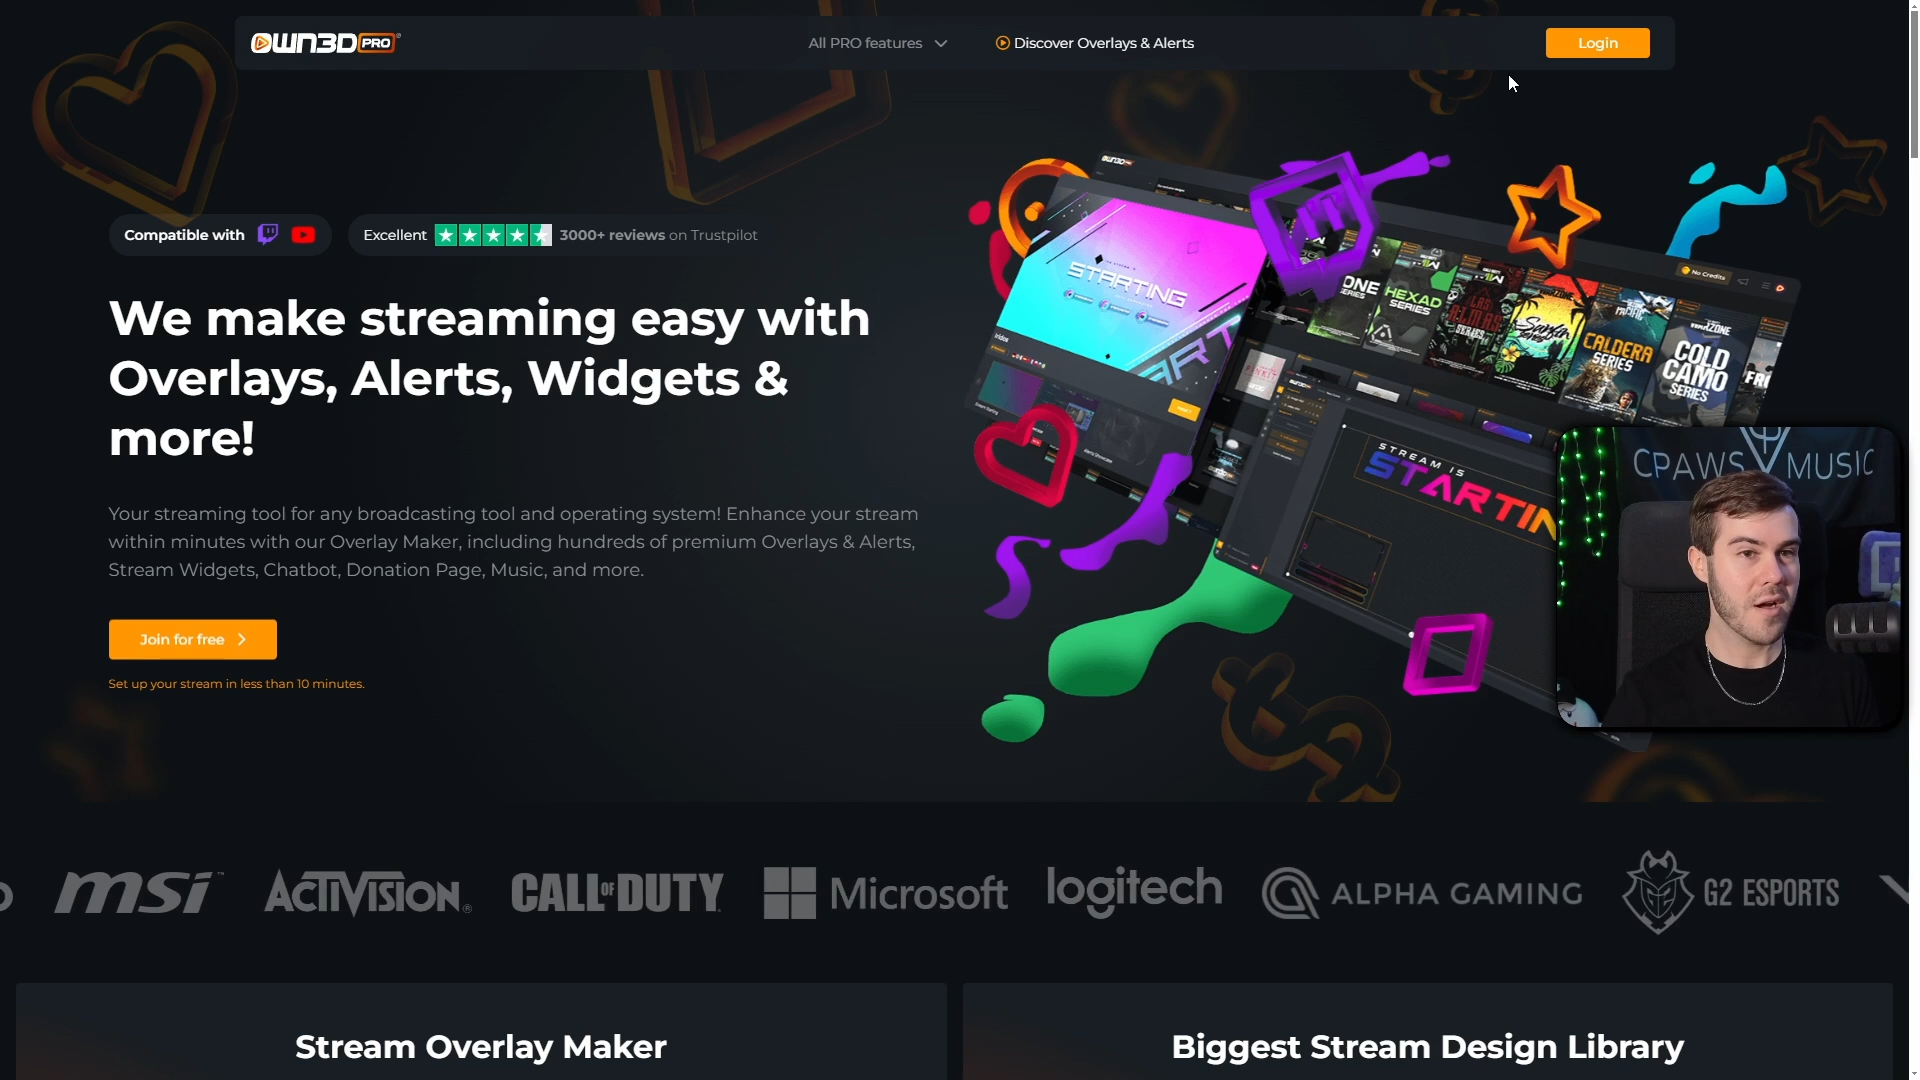 OWN3D PRO
All PRO features
Discover Overlays & Alerts
Login
Compatible with
Excellent
3000+ reviews on Trustpilot
We make streaming easy with
Overlays, Alerts, Widgets &
more!
Your streaming tool for any broadcasting tool and operating system! Enhance your stream
within minutes with our Overlay Maker, including hundreds of premium Overlays & Alerts,
Stream Widgets, Chatbot, Donation Page, Music, and more.
Join for free
Set up your stream in less than 10 minutes.
STARTING
No Credits
HEXAD
SERIES
CALDERA
SERIES
COLD
CAMO
SERIES
STREAM IS
STARTIN
CPAWS MUSIC
msi™
ACTIVISION®
CALL OF DUTY
Microsoft
logitech
ALPHA GAMING
G2 ESPORTS
Stream Overlay Maker
Biggest Stream Design Library